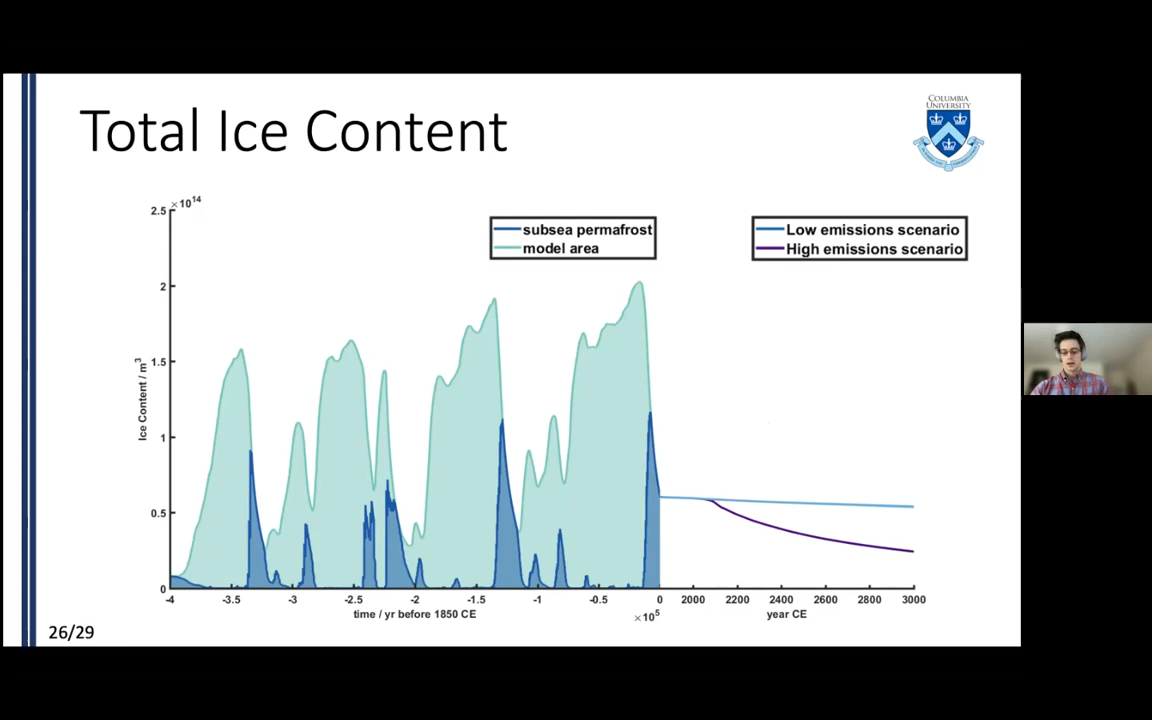 Total Ice Content
COLUMBIA
UNIVERSITY
×10^14
2.5
2
1.5
1
0.5
0
Ice Content / m^3
subsea permafrost
model area
Low emissions scenario
High emissions scenario
-4 -3.5 -3 -2.5 -2 -1.5 -1 -0.5 0 2000 2200 2400 2600 2800 3000
time / yr before 1850 CE
×10^5
year CE
26/29